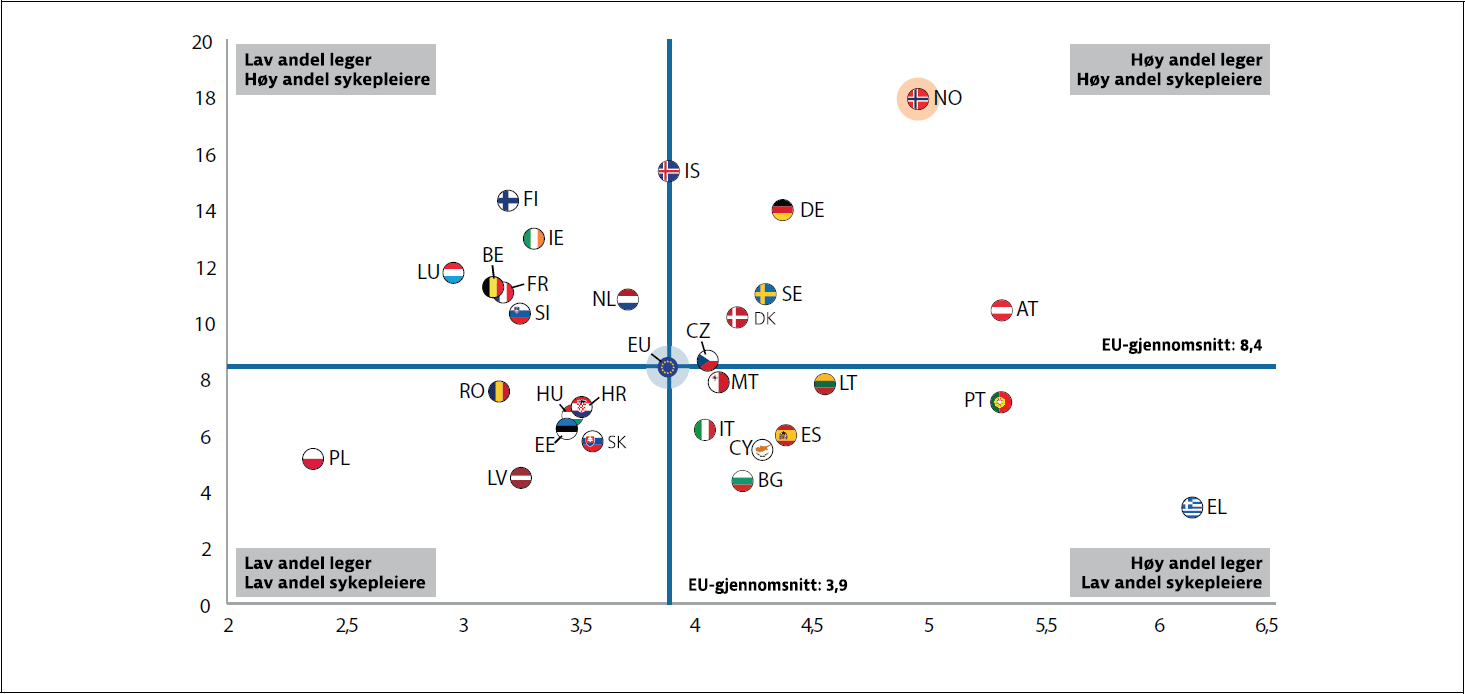 20
Lav andel leger
Høy andel sykepleiere
Høy andel leger
Høy andel sykepleiere
18
NO
16
IS
FI
14
DE
IE
BE
12
LU
FR
NL
SE
SI
DK
AT
10
CZ
EU
EU-gjennomsnitt: 8,4
8
MT
LT
RO
HU
HR
PT
6
EE
SK
IT
CY
ES
PL
LV
BG
4
EL
2
Lav andel leger
Lav andel sykepleiere
EU-gjennomsnitt: 3,9
Høy andel leger
Lav andel sykepleiere
0
2 2,5 3 3,5 4 4,5 5 5,5 6 6,5